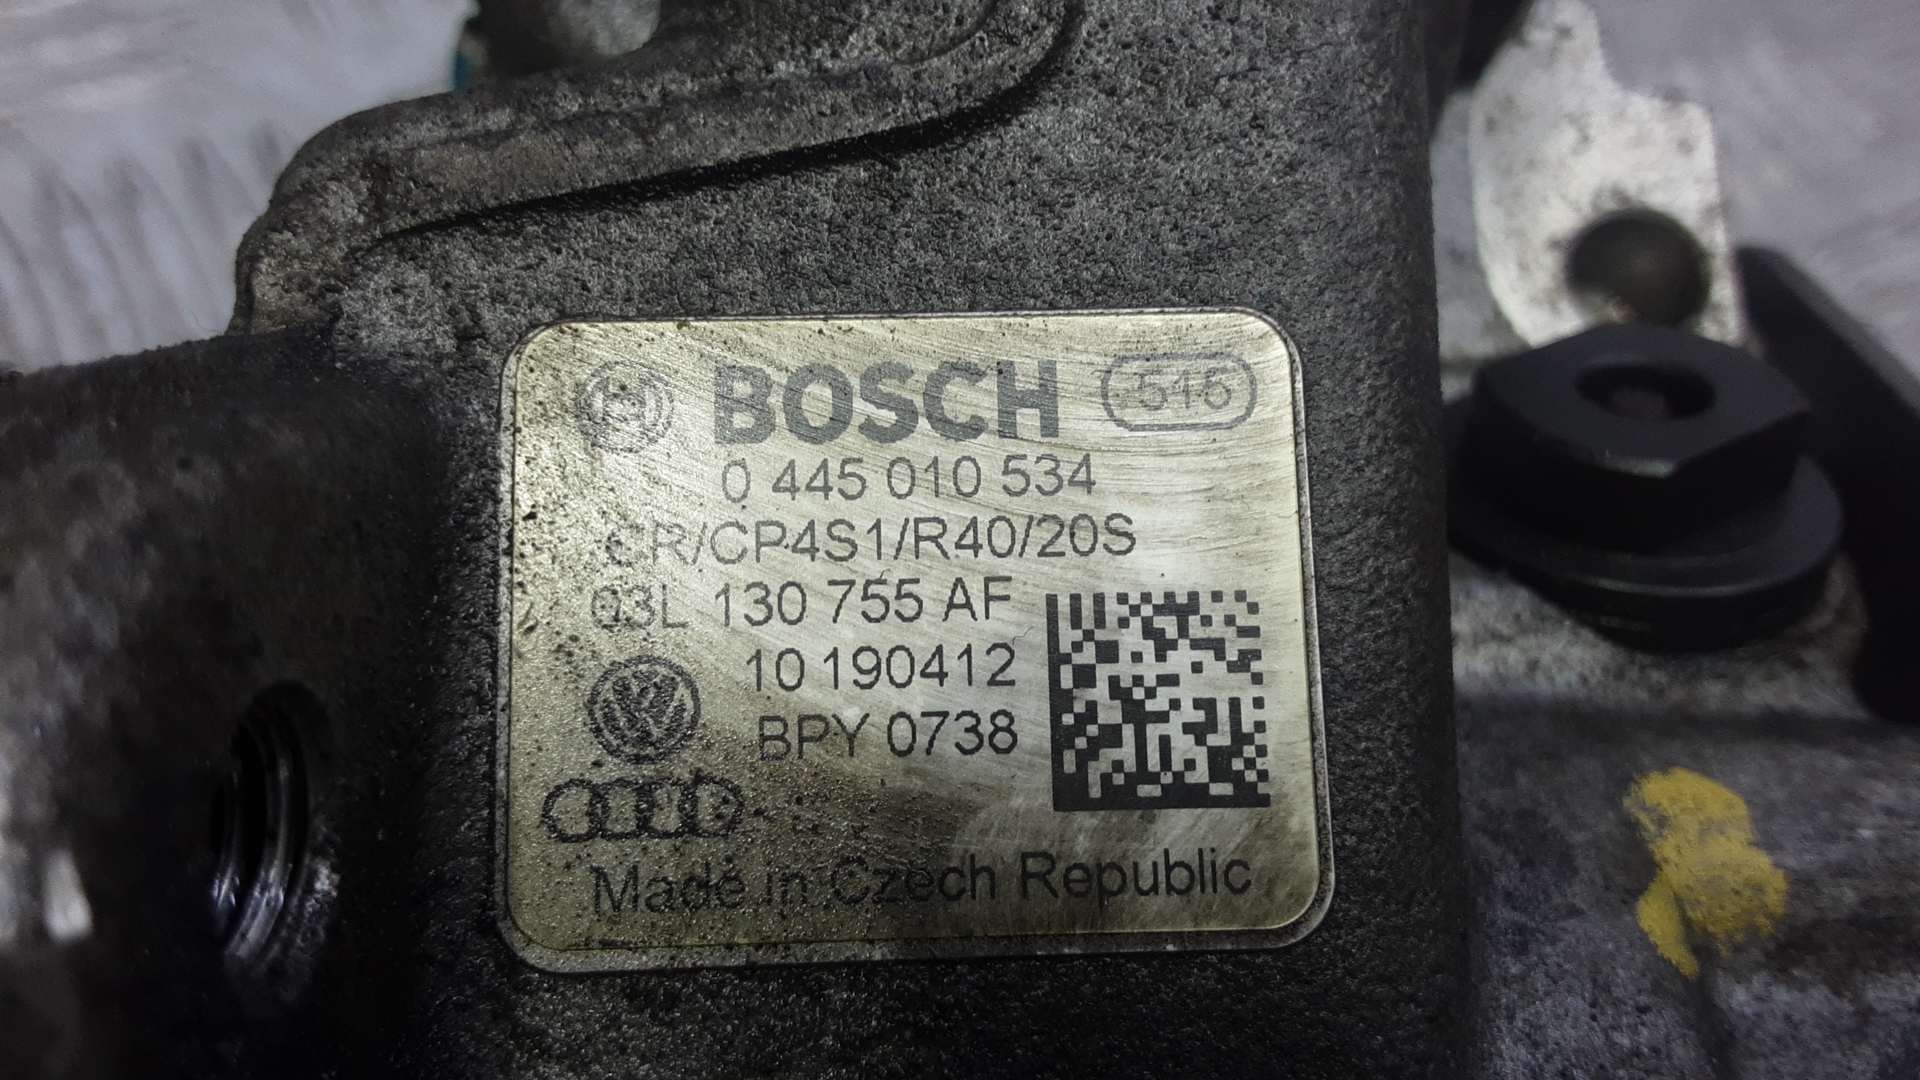 BOSCH 515
0 445 010 534
CR/CP4S1/R40/20S
03L 130 755 AF
10 190412
BPY 0738
Made in Czech Republic